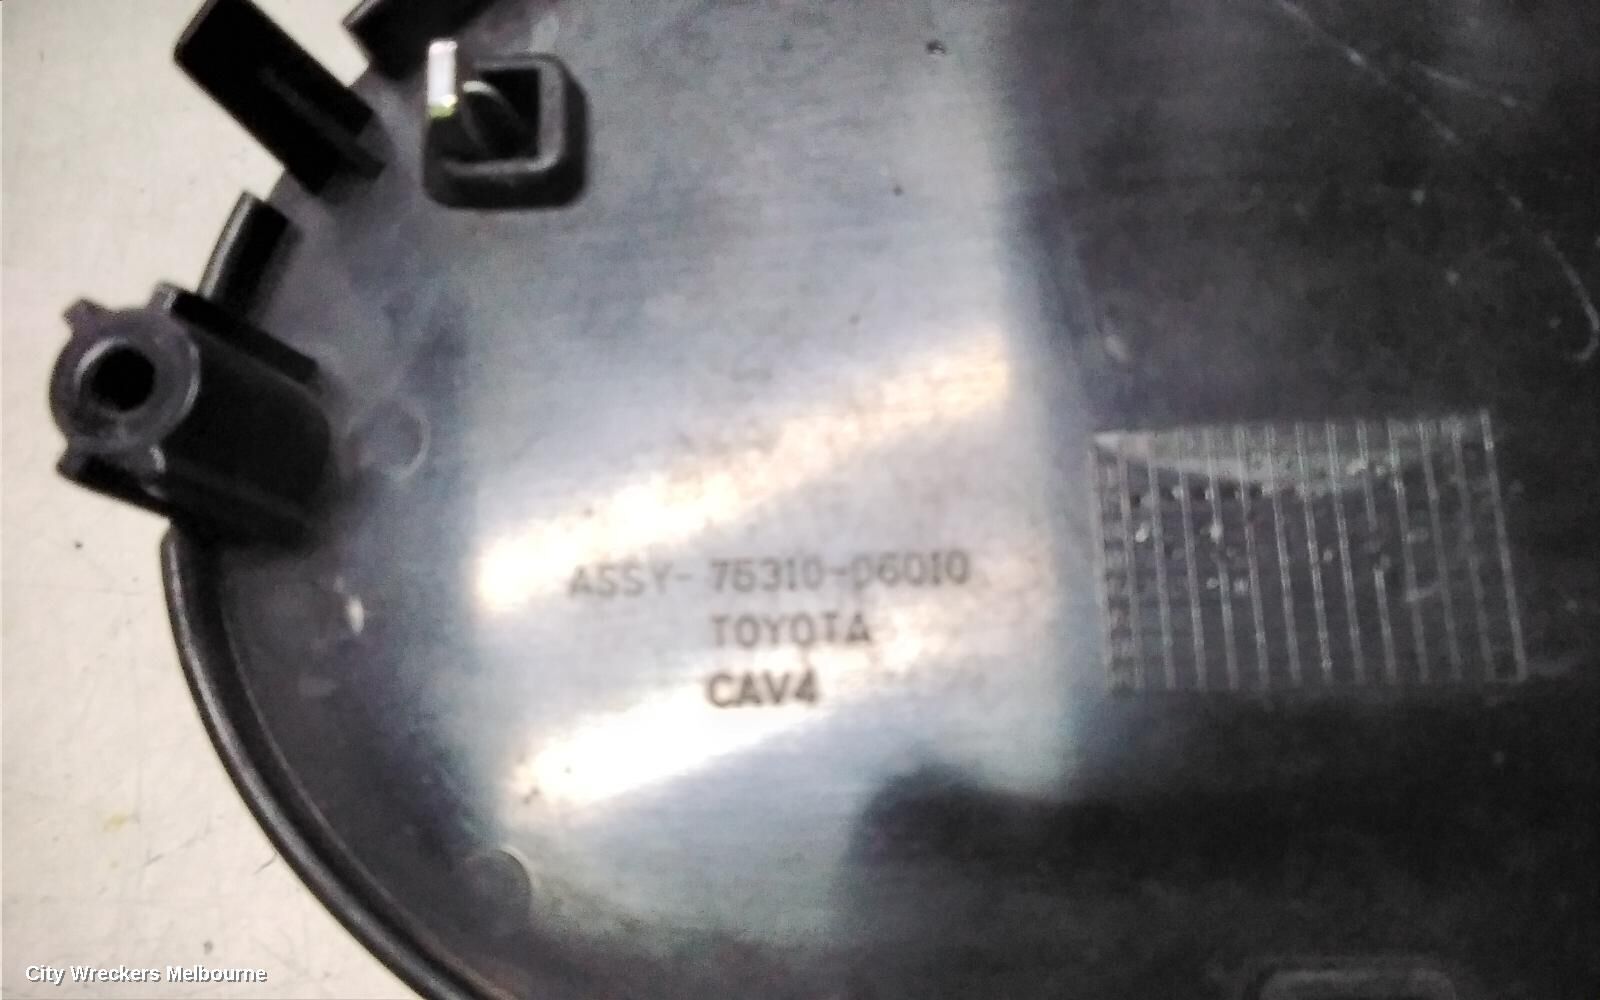 ASSY- 75310-06010
TOYOTA
CAV4
City Wreckers Melbourne